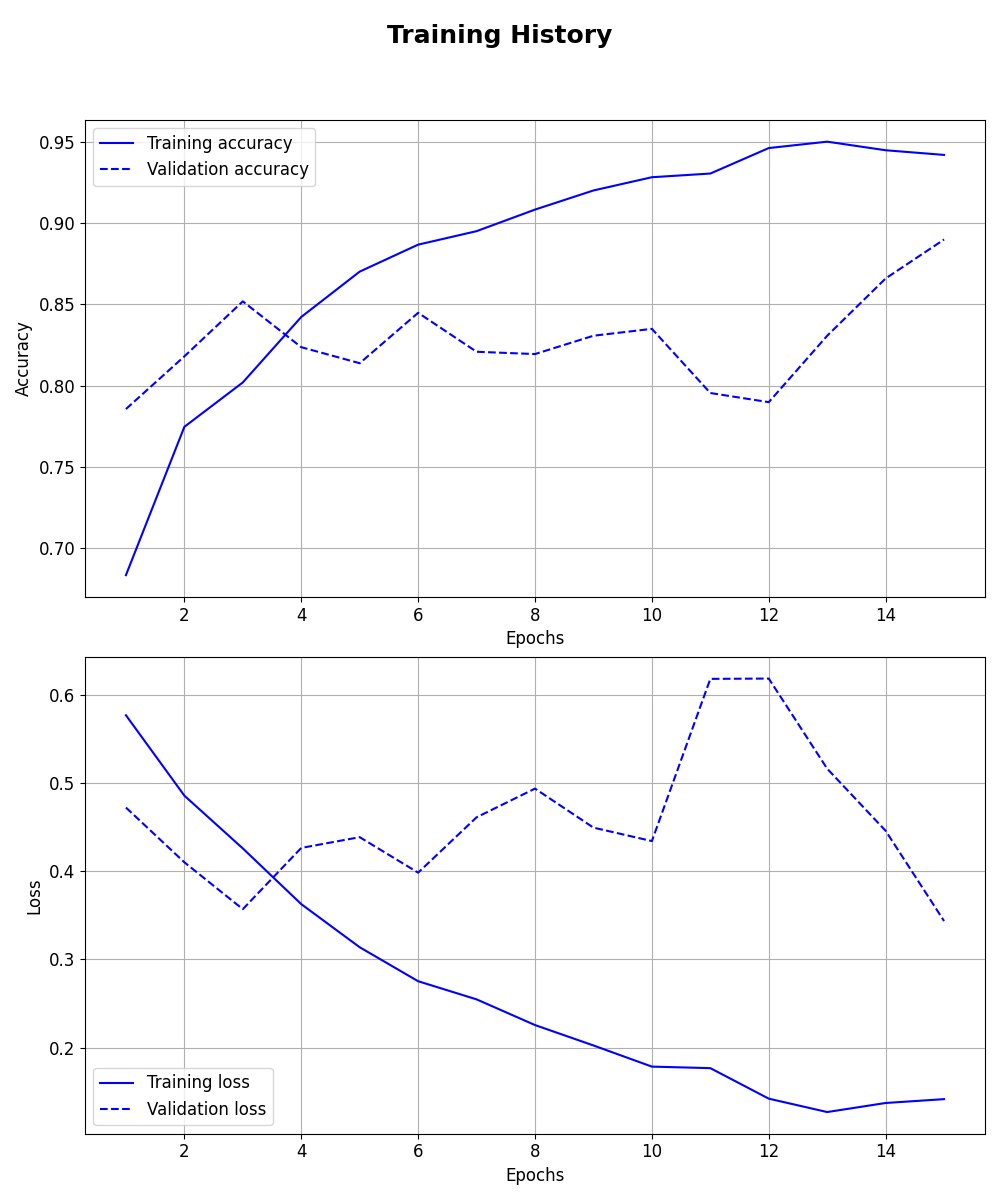 Training History
Training accuracy
Validation accuracy
0.95
0.90
0.85
0.80
0.75
0.70
Accuracy
2 4 6 8 10 12 14
Epochs
0.6
0.5
0.4
0.3
0.2
Loss
Training loss
Validation loss
2 4 6 8 10 12 14
Epochs